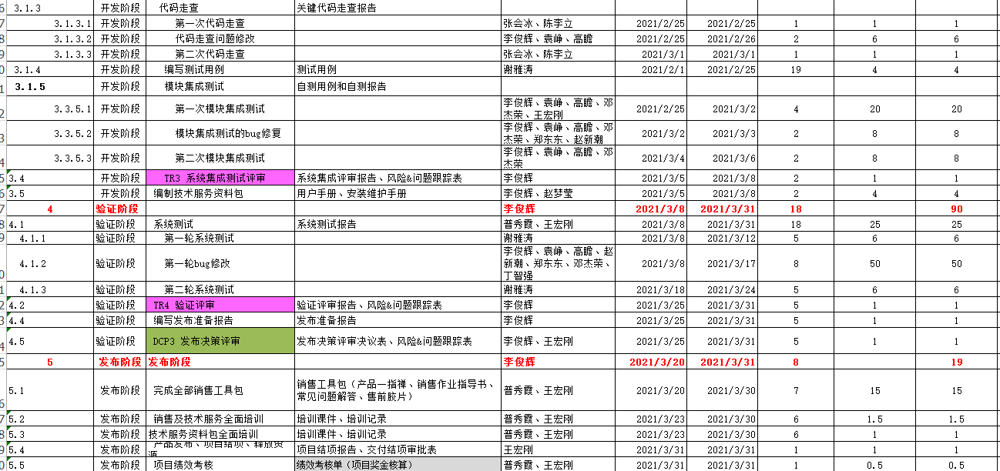 6 3.1.3 开发阶段 代码走查 关键代码走查报告
7 3.1.3.1 开发阶段 第一次代码走查 张会冰、陈李立 2021/2/25 2021/2/25 1 1 1
8 3.1.3.2 开发阶段 代码走查问题修改 李俊辉、袁峥、高瞻 2021/2/25 2021/2/26 2 6 6
9 3.1.3.3 开发阶段 第二次代码走查 张会冰、陈李立 2021/3/1 2021/3/1 1 1 1
0 3.1.4 开发阶段 编写测试用例 测试用例 谢雅涛 2021/2/1 2021/2/25 19 4 4
1 3.1.5 开发阶段 模块集成测试 自测用例和自测报告
2 3.3.5.1 开发阶段 第一次模块集成测试 李俊辉、袁峥、高瞻、邓
杰荣、王宏刚 2021/2/25 2021/3/2 4 20 20
3 3.3.5.2 开发阶段 模块集成测试的bug修复 李俊辉、袁峥、高瞻、邓
杰荣、郑东东、赵新潮 2021/3/2 2021/3/3 2 8 8
4 3.3.5.3 开发阶段 第二次模块集成测试 李俊辉、袁峥、高瞻、邓
杰荣 2021/3/4 2021/3/6 2 8 8
5 3.4 开发阶段 TR3 系统集成测试评审 系统集成评审报告、风险&问题跟踪表 李俊辉 2021/3/5 2021/3/8 2 1 1
6 3.5 开发阶段 编制技术服务资料包 用户手册、安装维护手册 李俊辉、赵梦莹 2021/3/5 2021/3/8 2 4 4
7 4 验证阶段 李俊辉 2021/3/8 2021/3/31 18 90
8 4.1 验证阶段 系统测试 系统测试报告 普秀霞、王宏刚 2021/3/8 2021/3/31 18 25 25
9 4.1.1 验证阶段 第一轮系统测试 谢雅涛 2021/3/8 2021/3/12 5 6 6
0 4.1.2 验证阶段 第一轮bug修改 李俊辉、袁峥、高瞻、赵
新潮、郑东东、邓杰荣、
丁智强 2021/3/8 2021/3/17 8 50 50
1 4.1.3 验证阶段 第二轮系统测试 谢雅涛 2021/3/18 2021/3/24 5 6 6
2 4.2 验证阶段 TR4 验证评审 验证评审报告、风险&问题跟踪表 李俊辉 2021/3/25 2021/3/31 5 1 1
3 4.4 验证阶段 编写发布准备报告 发布准备报告 李俊辉 2021/3/25 2021/3/31 5 1 1
4 4.5 验证阶段 DCP3 发布决策评审 发布决策评审决议表、风险&问题跟踪表 李俊辉、王宏刚 2021/3/25 2021/3/31 5 1 1
5 5 发布阶段 发布阶段 李俊辉 2021/3/20 2021/3/31 8 19
6 5.1 发布阶段 完成全部销售工具包 销售工具包（产品一指禅、销售作业指导书、
常见问题解答、售前胶片） 普秀霞、王宏刚 2021/3/20 2021/3/30 7 15 15
7 5.2 发布阶段 销售及技术服务全面培训 培训课件、培训记录 普秀霞、王宏刚 2021/3/23 2021/3/30 6 1.5 1.5
8 5.3 发布阶段 技术服务资料包全面培训 培训课件、培训记录 普秀霞、王宏刚 2021/3/23 2021/3/30 6 1 1
9 5.4 发布阶段 产品发布、项目结项、释放资
源 项目结项报告、交付结项审批表 王宏刚 2021/3/31 2021/3/31 1 1 1
0 5.5 发布阶段 项目绩效考核 绩效考核单（项目奖金核算） 普秀霞、王宏刚 2021/3/31 2021/3/31 1 0.5 0.5